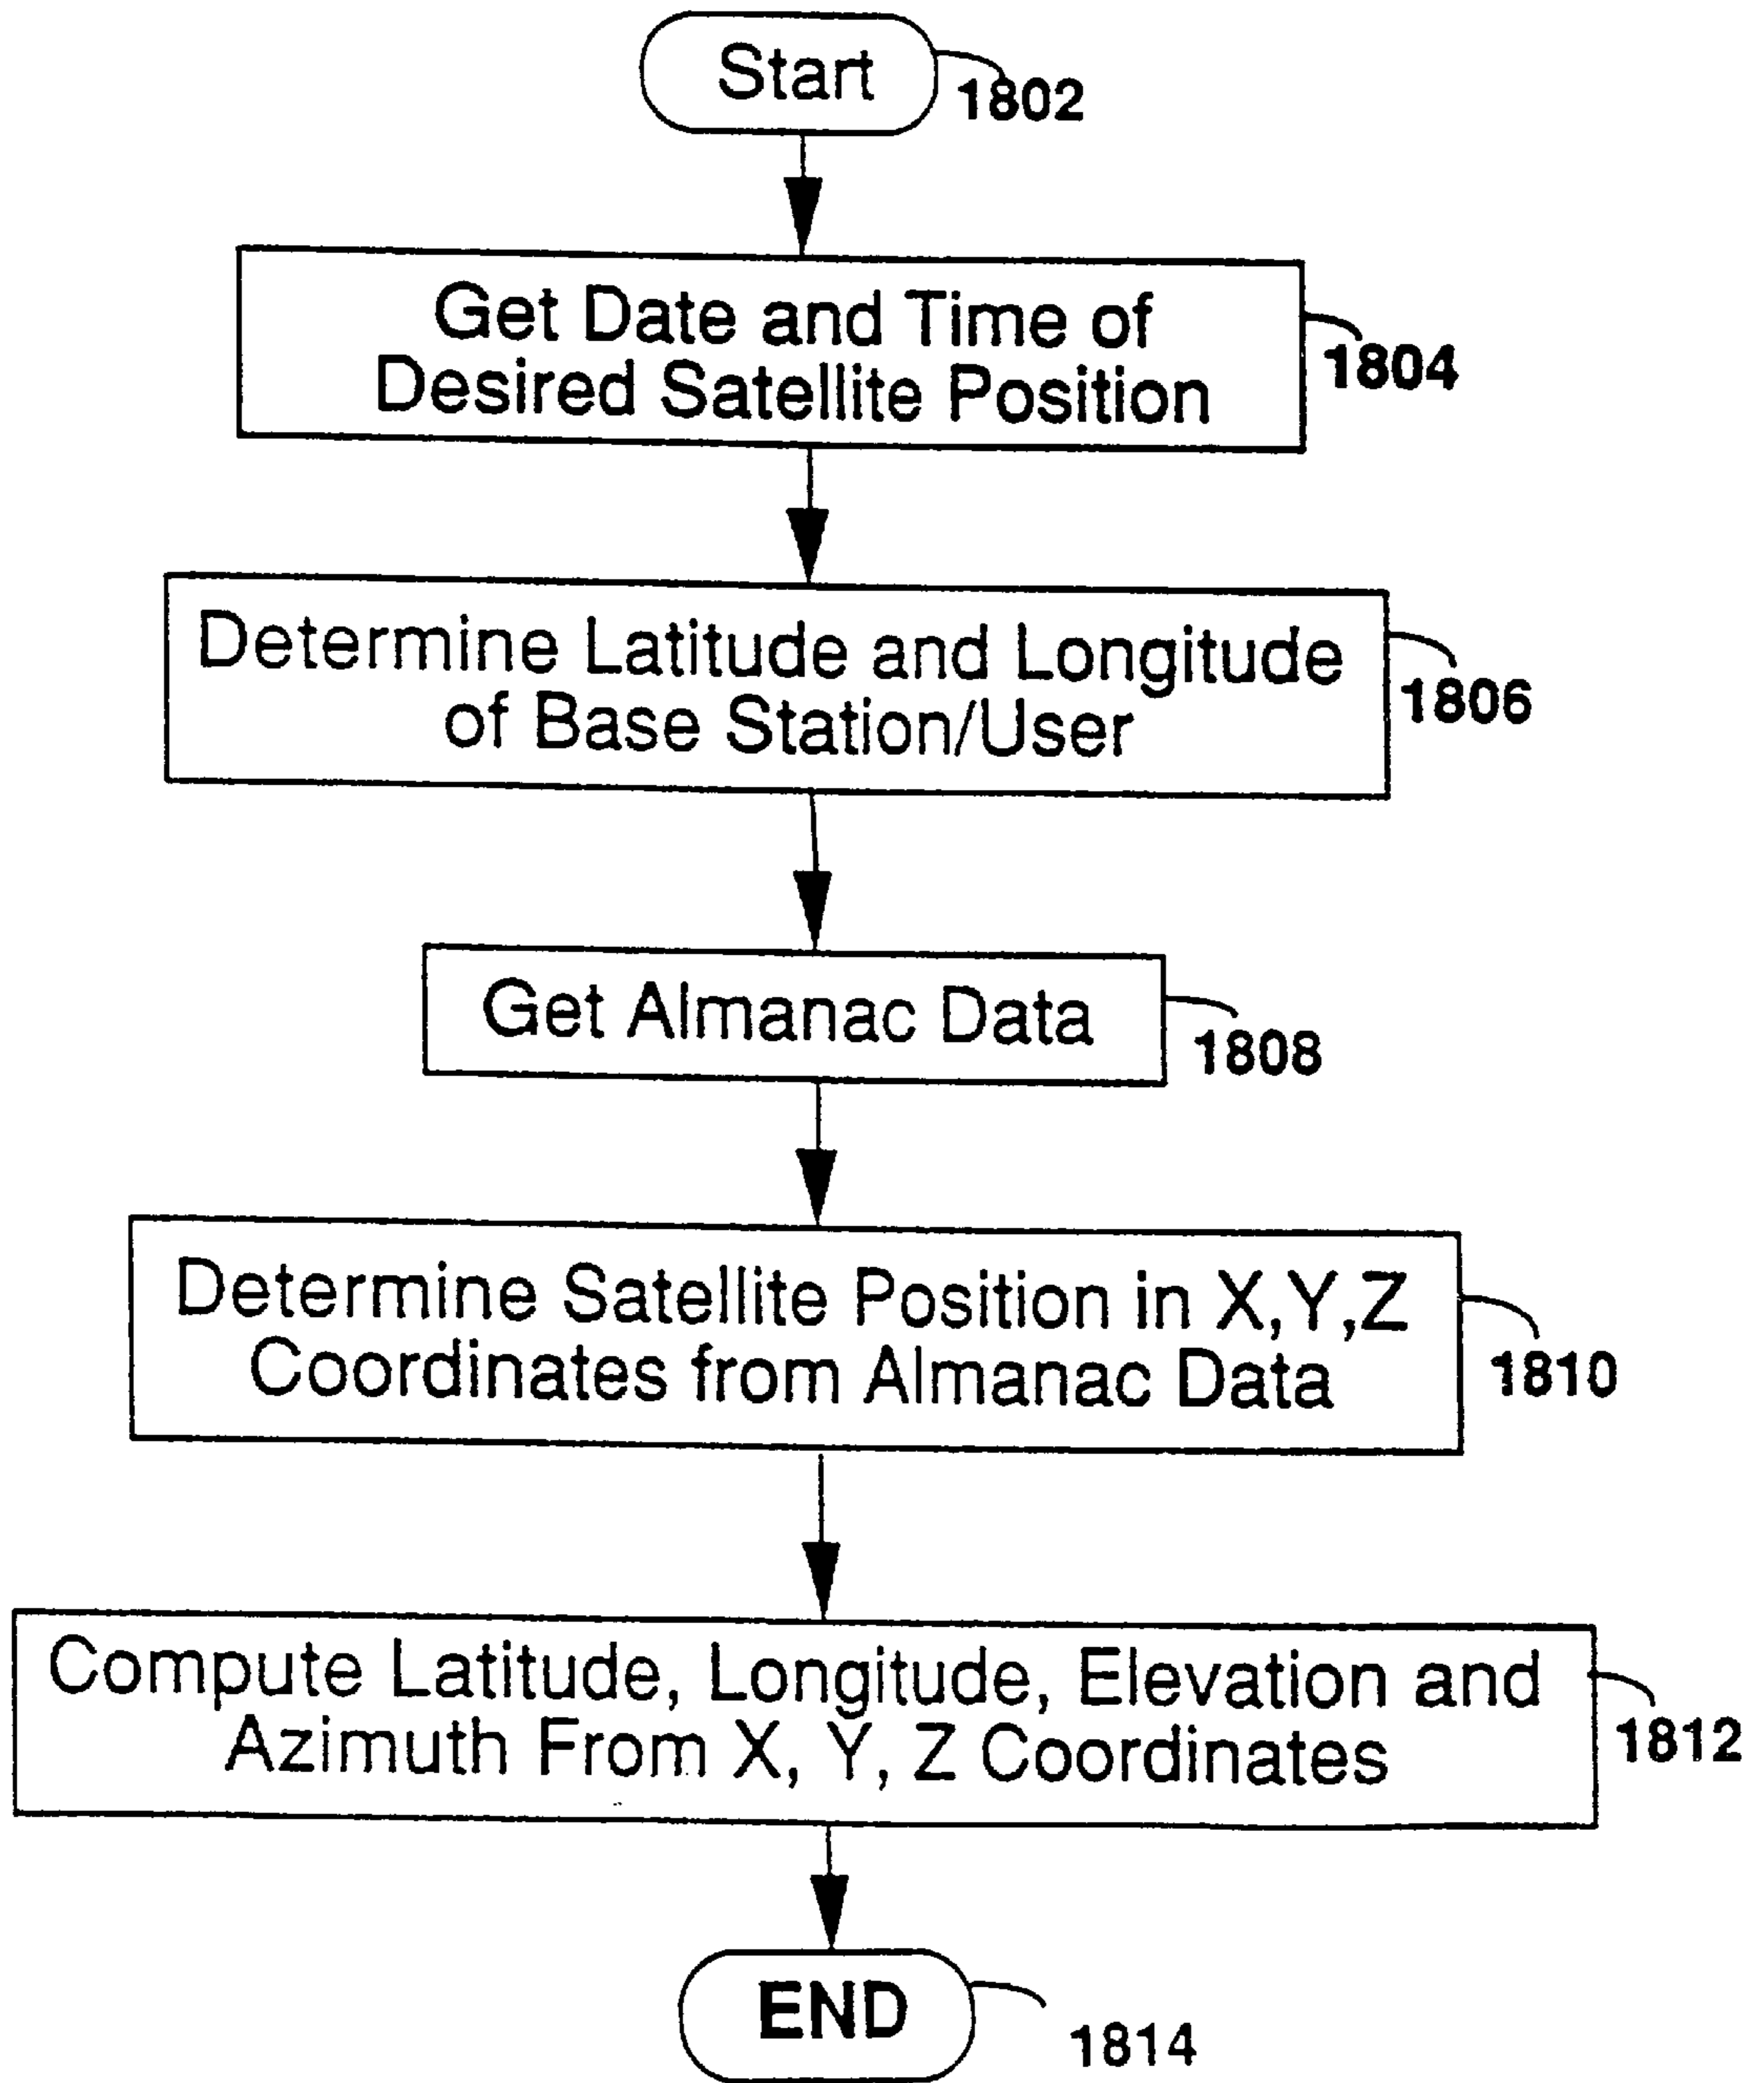 Start
1802
Get Date and Time of
Desired Satellite Position
1804
Determine Latitude and Longitude
of Base Station/User
1806
Get Almanac Data
1808
Determine Satellite Position in X,Y,Z
Coordinates from Almanac Data
1810
Compute Latitude, Longitude, Elevation and
Azimuth From X, Y, Z Coordinates
1812
END
1814